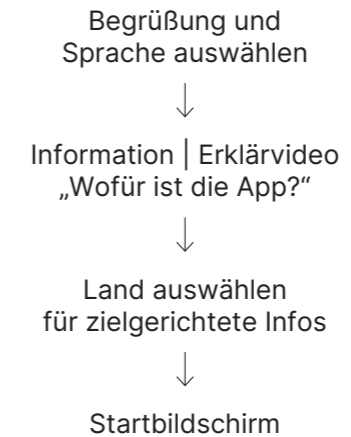 Begrüßung und
Sprache auswählen
↓
Information | Erklärvideo
„Wofür ist die App?“
↓
Land auswählen
für zielgerichtete Infos
↓
Startbildschirm